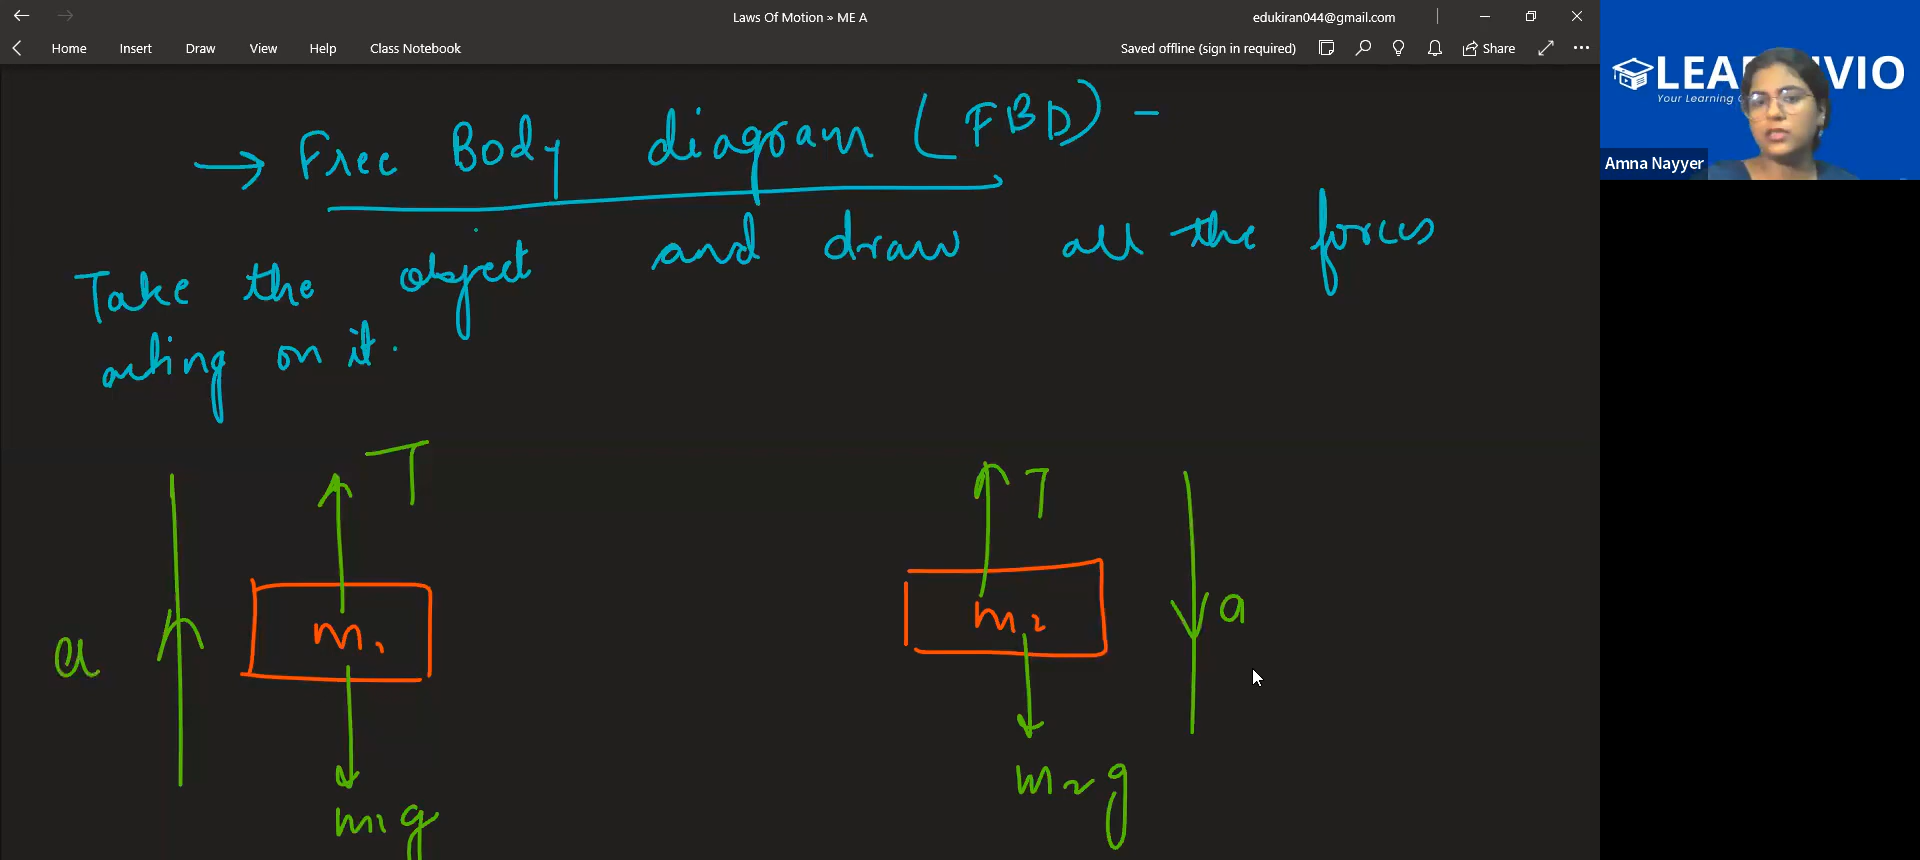 Laws Of Motion » ME A
edukiran044@gmail.com
Home Insert Draw View Help Class Notebook
Saved offline (sign in required) Share
LEA VIO
Your Learning
Amna Nayyer
→ Free Body diagram (FBD) -
Take the object and draw all the forces
acting on it.
T
T
a
m1
m2
a
m1g
m2g